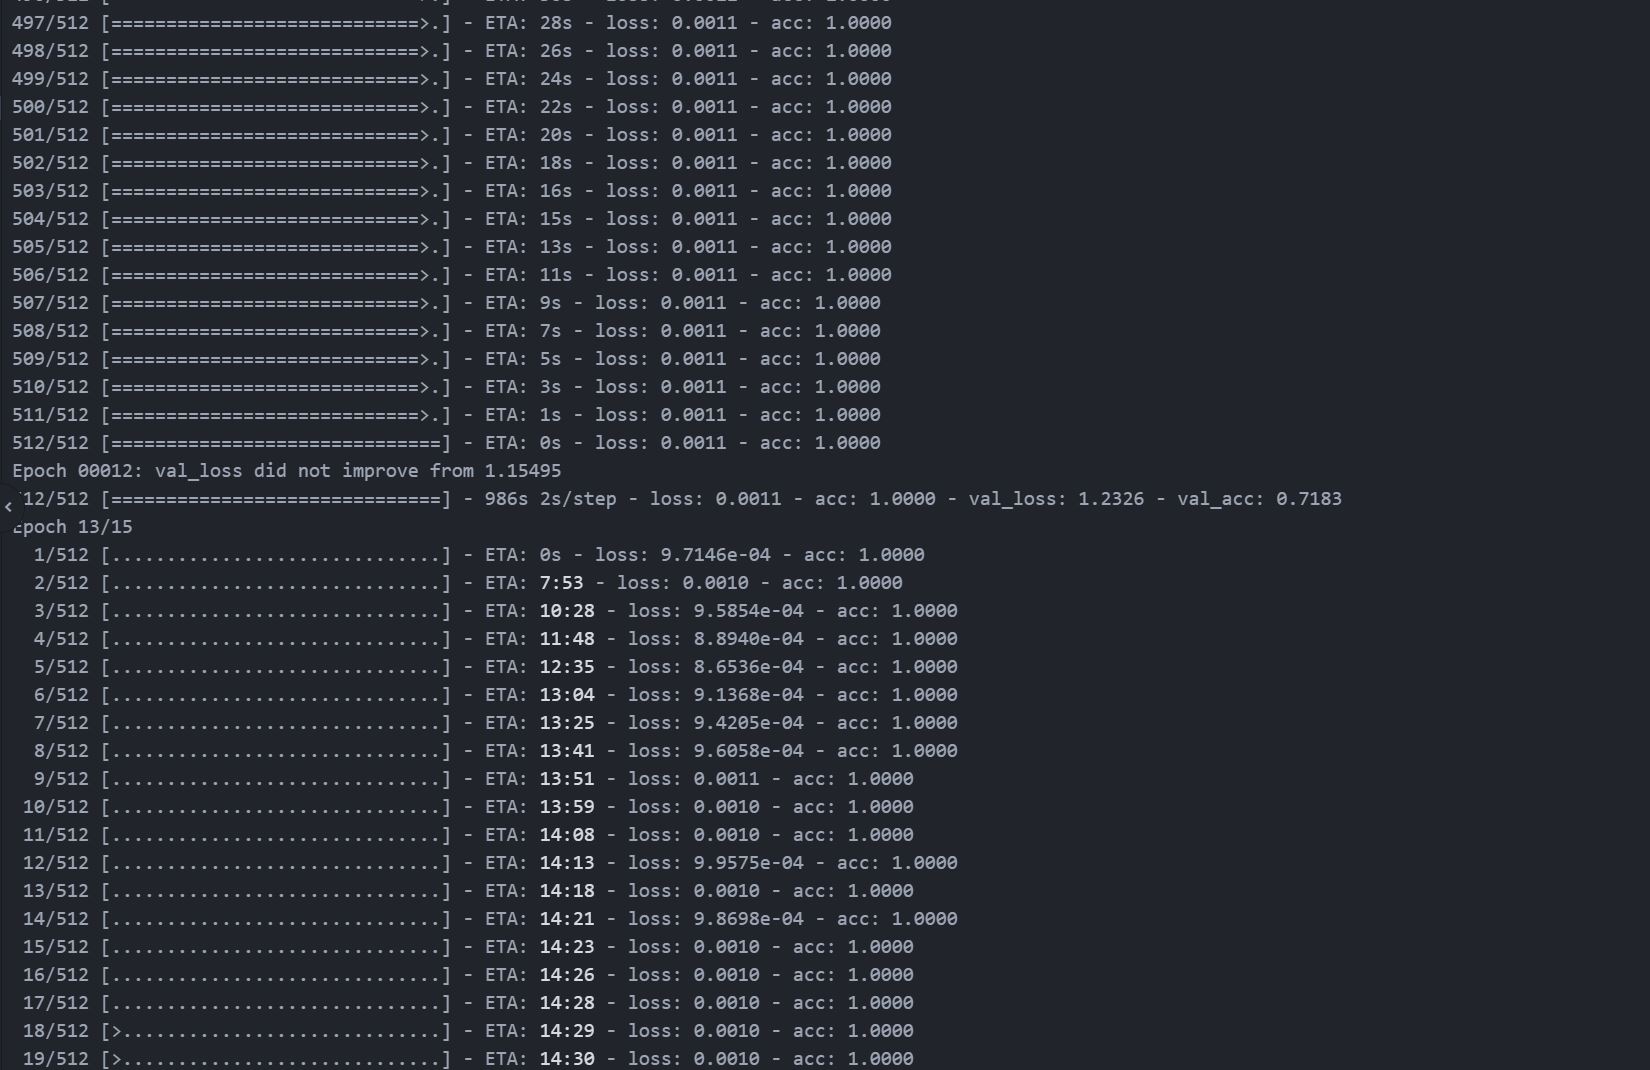 497/512 [============================>.] - ETA: 28s - loss: 0.0011 - acc: 1.0000
498/512 [============================>.] - ETA: 26s - loss: 0.0011 - acc: 1.0000
499/512 [============================>.] - ETA: 24s - loss: 0.0011 - acc: 1.0000
500/512 [============================>.] - ETA: 22s - loss: 0.0011 - acc: 1.0000
501/512 [============================>.] - ETA: 20s - loss: 0.0011 - acc: 1.0000
502/512 [============================>.] - ETA: 18s - loss: 0.0011 - acc: 1.0000
503/512 [============================>.] - ETA: 16s - loss: 0.0011 - acc: 1.0000
504/512 [============================>.] - ETA: 15s - loss: 0.0011 - acc: 1.0000
505/512 [============================>.] - ETA: 13s - loss: 0.0011 - acc: 1.0000
506/512 [============================>.] - ETA: 11s - loss: 0.0011 - acc: 1.0000
507/512 [============================>.] - ETA: 9s - loss: 0.0011 - acc: 1.0000
508/512 [============================>.] - ETA: 7s - loss: 0.0011 - acc: 1.0000
509/512 [============================>.] - ETA: 5s - loss: 0.0011 - acc: 1.0000
510/512 [============================>.] - ETA: 3s - loss: 0.0011 - acc: 1.0000
511/512 [============================>.] - ETA: 1s - loss: 0.0011 - acc: 1.0000
512/512 [==============================] - ETA: 0s - loss: 0.0011 - acc: 1.0000
Epoch 00012: val_loss did not improve from 1.15495
12/512 [==============================] - 986s 2s/step - loss: 0.0011 - acc: 1.0000 - val_loss: 1.2326 - val_acc: 0.7183
Epoch 13/15
1/512 [..............................] - ETA: 0s - loss: 9.7146e-04 - acc: 1.0000
2/512 [..............................] - ETA: 7:53 - loss: 0.0010 - acc: 1.0000
3/512 [..............................] - ETA: 10:28 - loss: 9.5854e-04 - acc: 1.0000
4/512 [..............................] - ETA: 11:48 - loss: 8.8940e-04 - acc: 1.0000
5/512 [..............................] - ETA: 12:35 - loss: 8.6536e-04 - acc: 1.0000
6/512 [..............................] - ETA: 13:04 - loss: 9.1368e-04 - acc: 1.0000
7/512 [..............................] - ETA: 13:25 - loss: 9.4205e-04 - acc: 1.0000
8/512 [..............................] - ETA: 13:41 - loss: 9.6058e-04 - acc: 1.0000
9/512 [..............................] - ETA: 13:51 - loss: 0.0011 - acc: 1.0000
10/512 [..............................] - ETA: 13:59 - loss: 0.0010 - acc: 1.0000
11/512 [..............................] - ETA: 14:08 - loss: 0.0010 - acc: 1.0000
12/512 [..............................] - ETA: 14:13 - loss: 9.9575e-04 - acc: 1.0000
13/512 [..............................] - ETA: 14:18 - loss: 0.0010 - acc: 1.0000
14/512 [..............................] - ETA: 14:21 - loss: 9.8698e-04 - acc: 1.0000
15/512 [..............................] - ETA: 14:23 - loss: 0.0010 - acc: 1.0000
16/512 [..............................] - ETA: 14:26 - loss: 0.0010 - acc: 1.0000
17/512 [..............................] - ETA: 14:28 - loss: 0.0010 - acc: 1.0000
18/512 [>.............................] - ETA: 14:29 - loss: 0.0010 - acc: 1.0000
19/512 [>.............................] - ETA: 14:30 - loss: 0.0010 - acc: 1.0000